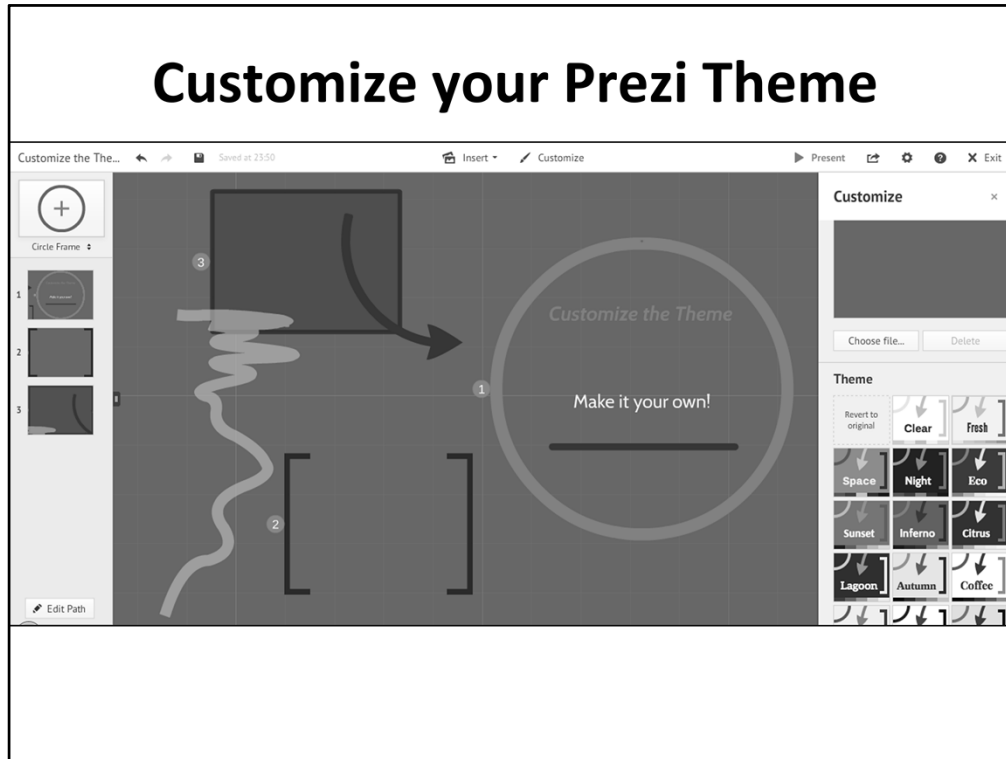 Customize your Prezi Theme
Customize the The...
Saved at 23:50
Insert
Customize
Present
Exit
Circle Frame
1
2
3
Edit Path
3
Customize the Theme
1
Make it your own!
2
Customize
×
Choose file...
Delete
Theme
Revert to
original
Clear
Fresh
Space
Night
Eco
Sunset
Inferno
Citrus
Lagoon
Autumn
Coffee